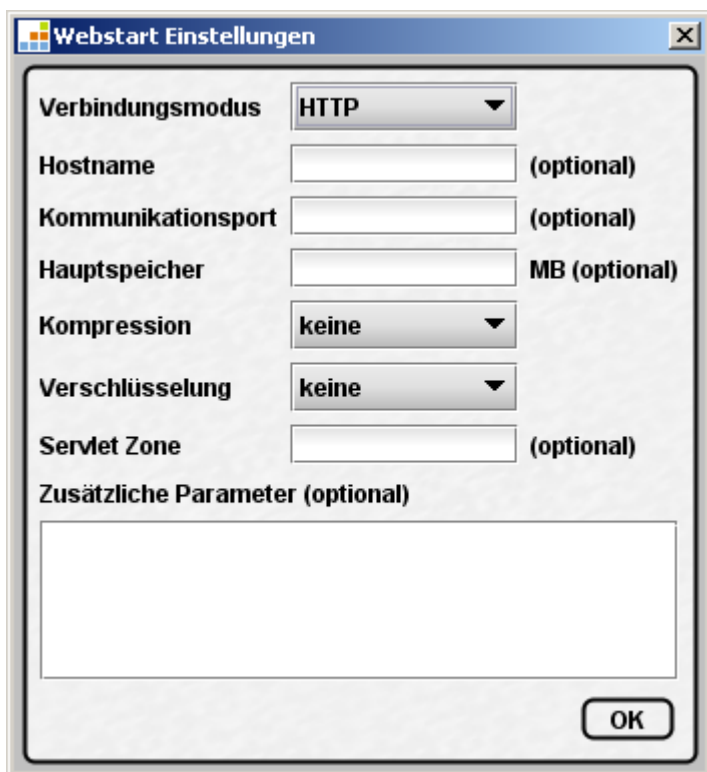 Webstart Einstellungen
Verbindungsmodus HTTP
Hostname (optional)
Kommunikationsport (optional)
Hauptspeicher MB (optional)
Kompression keine
Verschlüsselung keine
Servlet Zone (optional)
Zusätzliche Parameter (optional)
OK